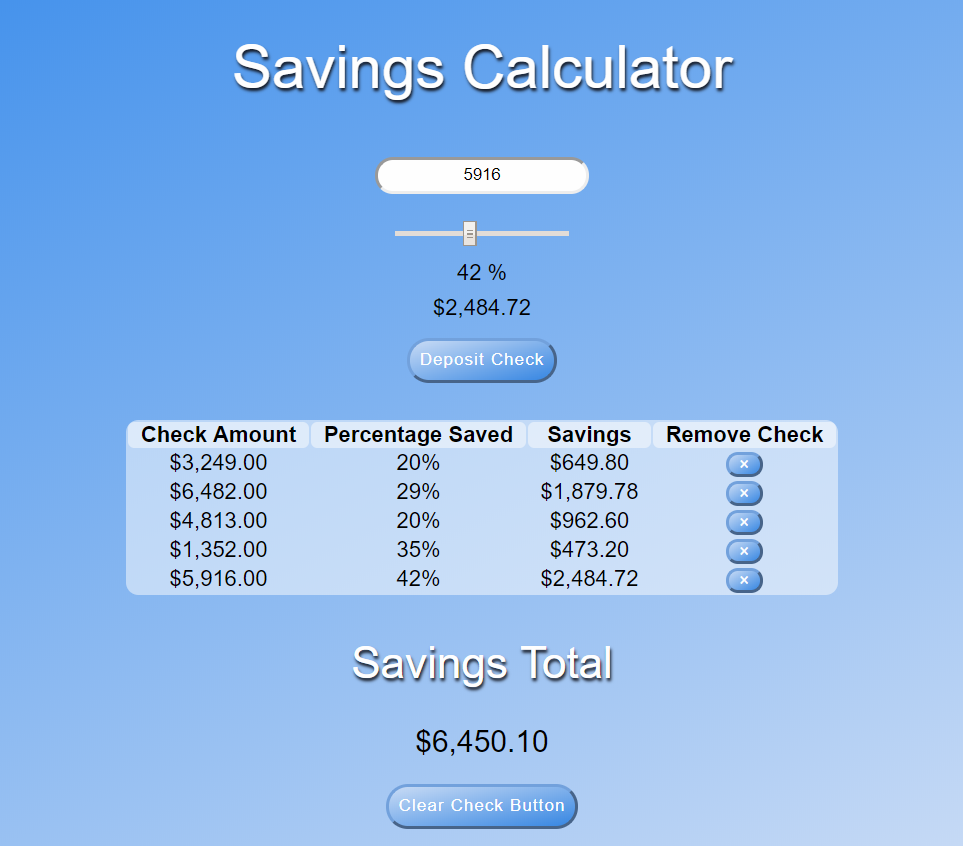 Savings Calculator
5916
42 %
$2,484.72
Deposit Check
Check Amount Percentage Saved Savings Remove Check
$3,249.00 20% $649.80 ×
$6,482.00 29% $1,879.78 ×
$4,813.00 20% $962.60 ×
$1,352.00 35% $473.20 ×
$5,916.00 42% $2,484.72 ×
Savings Total
$6,450.10
Clear Check Button